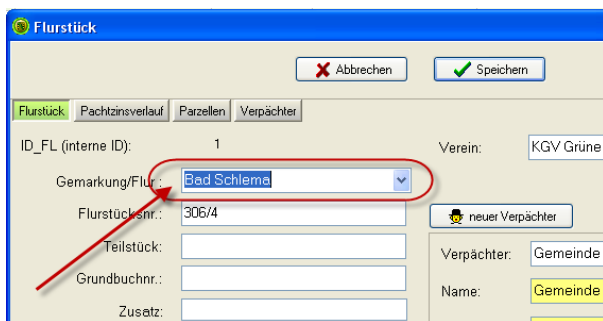 Flurstück
Abbrechen Speichern
Flurstück Pachtzinsverlauf Parzellen Verpächter
ID_FL (interne ID): 1 Verein: KGV Grüne
Gemarkung/Flur.: Bad Schlema
Flurstücksnr.: 306/4 neuer Verpächter
Teilstück: Verpächter: Gemeinde
Grundbuchnr.: Name: Gemeinde
Zusatz: